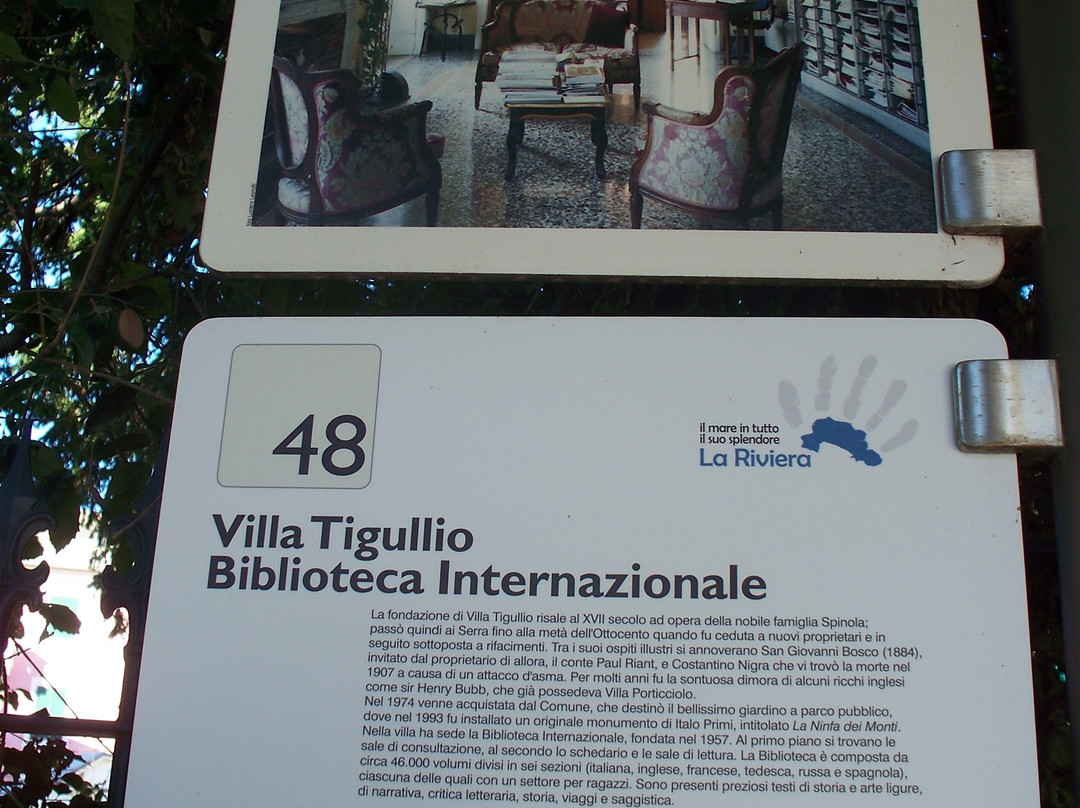 48
il mare in tutto
il suo splendore
La Riviera
Villa Tigullio
Biblioteca Internazionale
La fondazione di Villa Tigullio risale al XVII secolo ad opera della nobile famiglia Spinola;
passò quindi ai Serra fino alla metà dell'Ottocento quando fu ceduta a nuovi proprietari e in
seguito sottoposta a rifacimenti. Tra i suoi ospiti illustri si annoverano San Giovanni Bosco (1884),
invitato dal proprietario di allora, il conte Paul Riant, e Costantino Nigra che vi trovò la morte nel
1907 a causa di un attacco d'asma. Per molti anni fu la sontuosa dimora di alcuni ricchi inglesi
come sir Henry Bubb, che già possedeva Villa Porticciolo.
Nel 1974 venne acquistata dal Comune, che destinò il bellissimo giardino a parco pubblico,
dove nel 1993 fu installato un originale monumento di Italo Primi, intitolato La Ninfa dei Monti.
Nella villa ha sede la Biblioteca Internazionale, fondata nel 1957. Al primo piano si trovano le
sale di consultazione, al secondo lo schedario e le sale di lettura. La Biblioteca è composta da
circa 46.000 volumi divisi in sei sezioni (italiana, inglese, francese, tedesca, russa e spagnola),
ciascuna delle quali con un settore per ragazzi. Sono presenti preziosi testi di storia e arte ligure,
di narrativa, critica letteraria, storia, viaggi e saggistica.